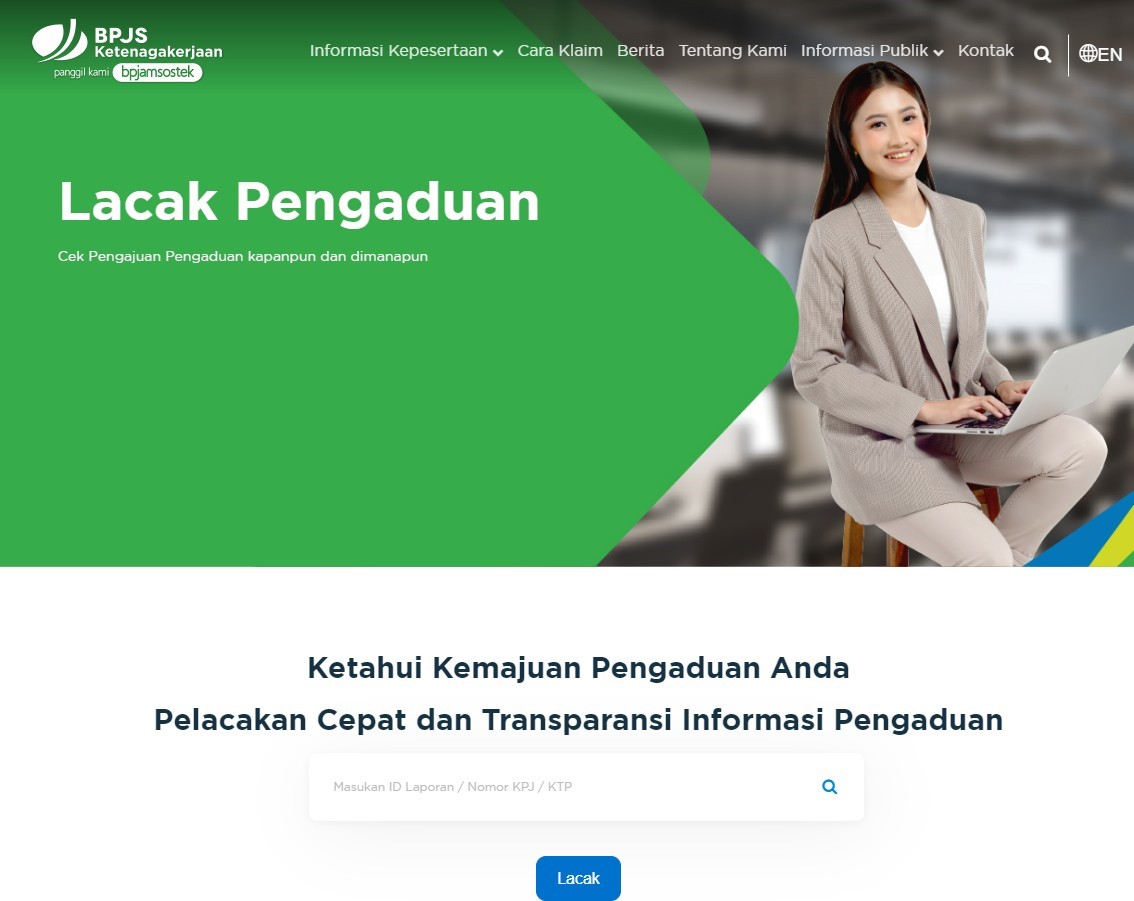 BPJS
Ketenagakerjaan
panggil kami bpjamsostek
Informasi Kepesertaan Cara Klaim Berita Tentang Kami Informasi Publik Kontak EN
Lacak Pengaduan
Cek Pengajuan Pengaduan kapanpun dan dimanapun
Ketahui Kemajuan Pengaduan Anda
Pelacakan Cepat dan Transparansi Informasi Pengaduan
Masukan ID Laporan / Nomor KPJ / KTP
Lacak